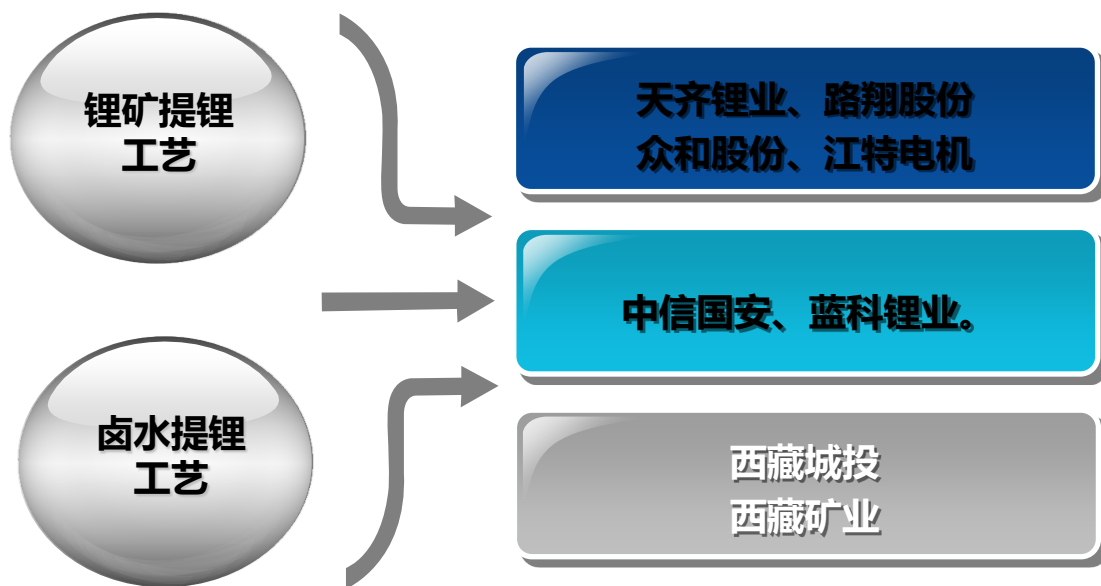 锂矿提锂
工艺
天齐锂业、路翔股份
众和股份、江特电机
中信国安、蓝科锂业。
卤水提锂
工艺
西藏城投
西藏矿业